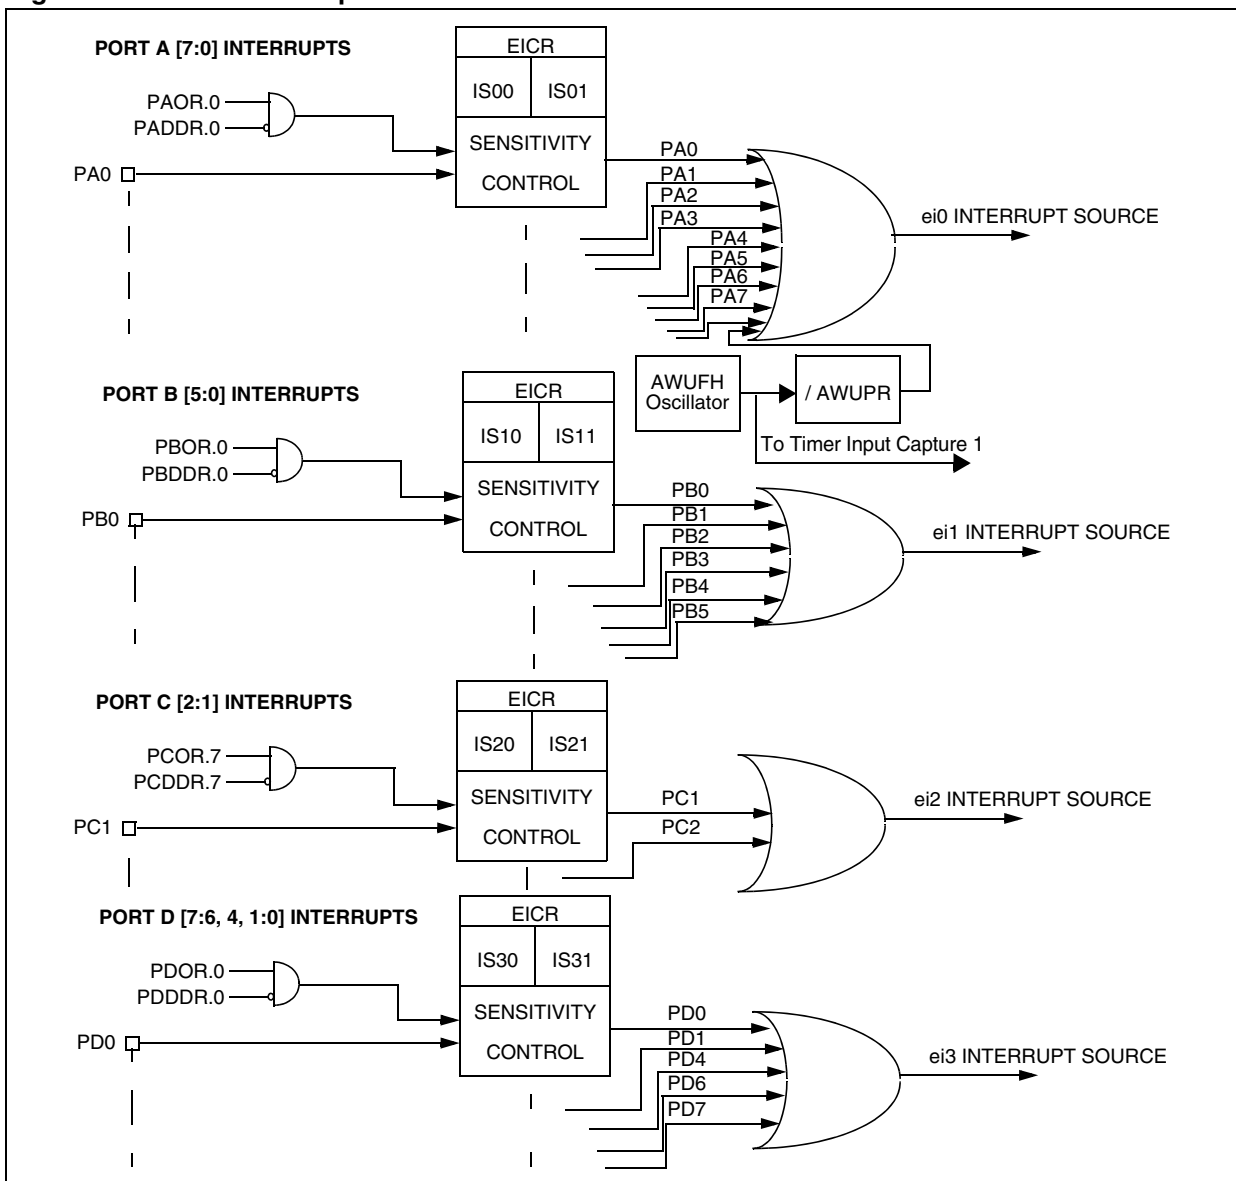 PORT A [7:0] INTERRUPTS
EICR
IS00
IS01
PAOR.0
PADDR.0
SENSITIVITY
CONTROL
PA0
PA0
PA1
PA2
PA3
PA4
PA5
PA6
PA7
ei0 INTERRUPT SOURCE
AWUFH
Oscillator
/ AWUPR
To Timer Input Capture 1
PORT B [5:0] INTERRUPTS
EICR
IS10
IS11
PBOR.0
PBDDR.0
SENSITIVITY
CONTROL
PB0
PB0
PB1
PB2
PB3
PB4
PB5
ei1 INTERRUPT SOURCE
PORT C [2:1] INTERRUPTS
EICR
IS20
IS21
PCOR.7
PCDDR.7
SENSITIVITY
CONTROL
PC1
PC1
PC2
ei2 INTERRUPT SOURCE
PORT D [7:6, 4, 1:0] INTERRUPTS
EICR
IS30
IS31
PDOR.0
PDDDR.0
SENSITIVITY
CONTROL
PD0
PD0
PD1
PD4
PD6
PD7
ei3 INTERRUPT SOURCE